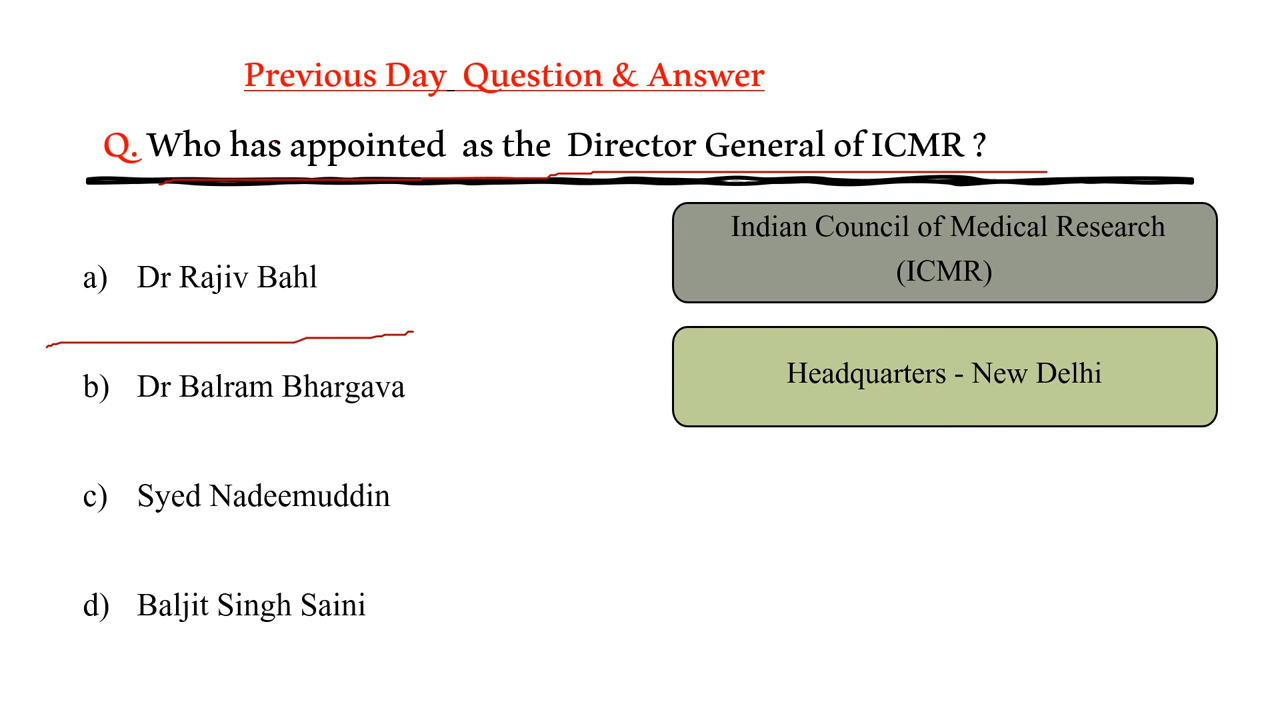 Previous Day Question & Answer
Q. Who has appointed as the Director General of ICMR ?
Indian Council of Medical Research
(ICMR)
a) Dr Rajiv Bahl
Headquarters - New Delhi
b) Dr Balram Bhargava
c) Syed Nadeemuddin
d) Baljit Singh Saini